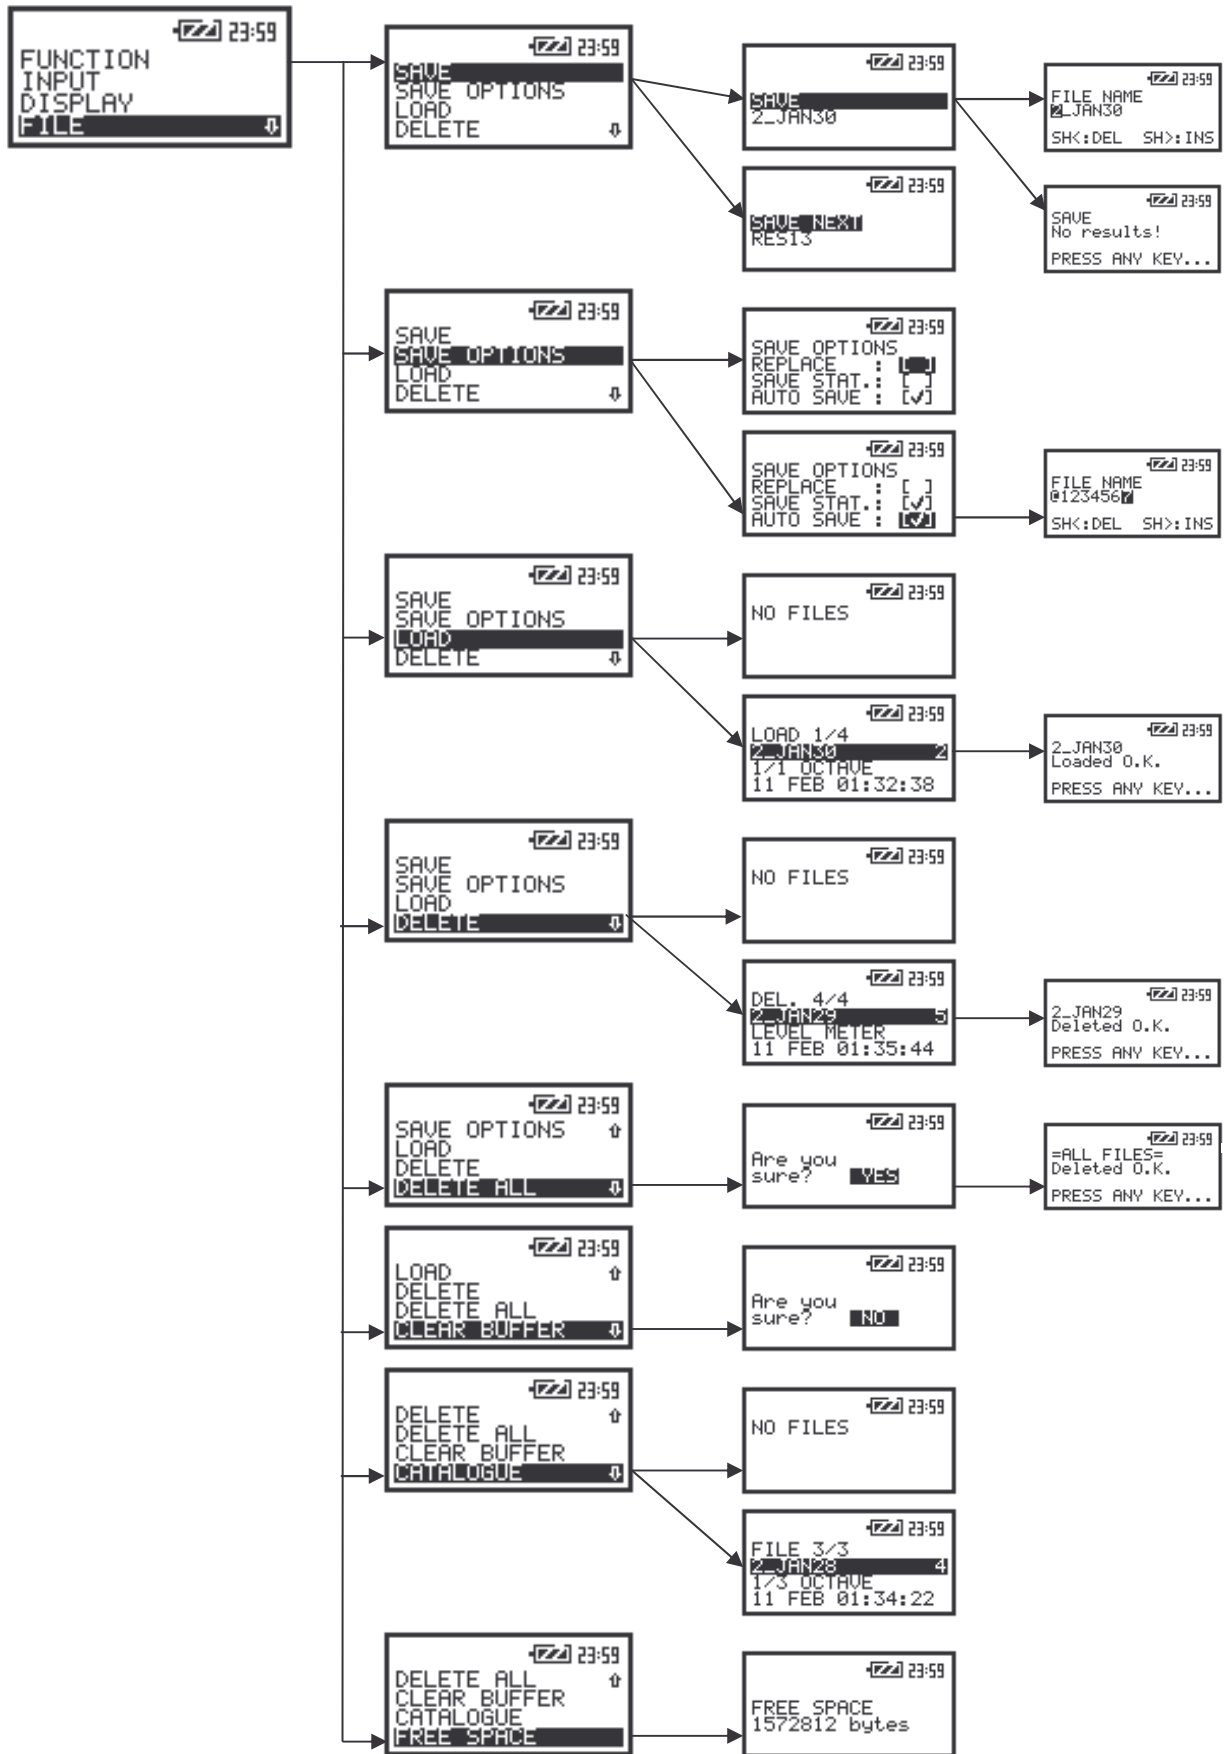 23:59
FUNCTION
INPUT
DISPLAY
FILE
23:59
SAVE
SAVE OPTIONS
LOAD
DELETE
23:59
SAVE
2_JAN30
23:59
FILE NAME
2_JAN30
SH<:DEL SH>:INS
23:59
SAVE NEXT
RES13
23:59
SAVE
No results!
PRESS ANY KEY...
23:59
SAVE
SAVE OPTIONS
LOAD
DELETE
23:59
SAVE OPTIONS
REPLACE : [ ]
SAVE STAT.: [ ]
AUTO SAVE : [✓]
23:59
SAVE OPTIONS
REPLACE : [ ]
SAVE STAT.: [✓]
AUTO SAVE : [✓]
23:59
FILE NAME
@1234567
SH<:DEL SH>:INS
23:59
SAVE
SAVE OPTIONS
LOAD
DELETE
23:59
NO FILES
23:59
LOAD 1/4
2_JAN30 2
1/1 OCTAVE
11 FEB 01:32:38
23:59
2_JAN30
Loaded O.K.
PRESS ANY KEY...
23:59
SAVE
SAVE OPTIONS
LOAD
DELETE
23:59
NO FILES
23:59
DEL. 4/4
2_JAN29 5
LEVEL METER
11 FEB 01:35:44
23:59
2_JAN29
Deleted O.K.
PRESS ANY KEY...
23:59
SAVE OPTIONS
LOAD
DELETE
DELETE ALL
23:59
Are you
sure? YES
23:59
=ALL FILES=
Deleted O.K.
PRESS ANY KEY...
23:59
LOAD
DELETE
DELETE ALL
CLEAR BUFFER
23:59
Are you
sure? NO
23:59
DELETE
DELETE ALL
CLEAR BUFFER
CATALOGUE
23:59
NO FILES
23:59
FILE 3/3
2_JAN28 4
1/3 OCTAVE
11 FEB 01:34:22
23:59
DELETE ALL
CLEAR BUFFER
CATALOGUE
FREE SPACE
23:59
FREE SPACE
1572812 bytes